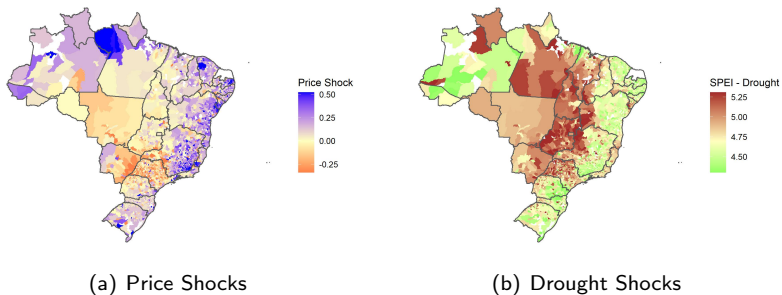 Price Shock
0.50
0.25
0.00
-0.25
SPEI - Drought
5.25
5.00
4.75
4.50
(a) Price Shocks
(b) Drought Shocks